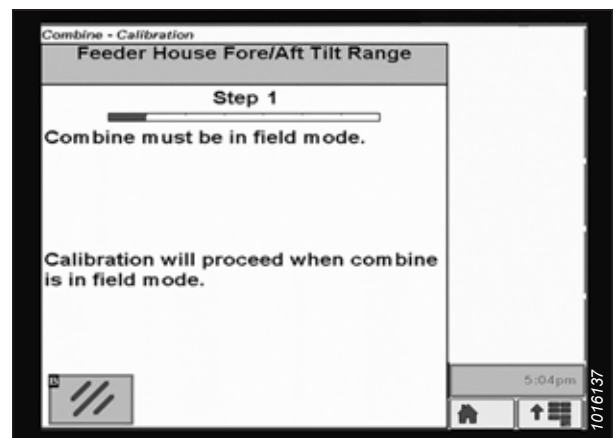 Combine - Calibration
Feeder House Fore/Aft Tilt Range
Step 1
Combine must be in field mode.
Calibration will proceed when combine
is in field mode.
5:04pm
1016137